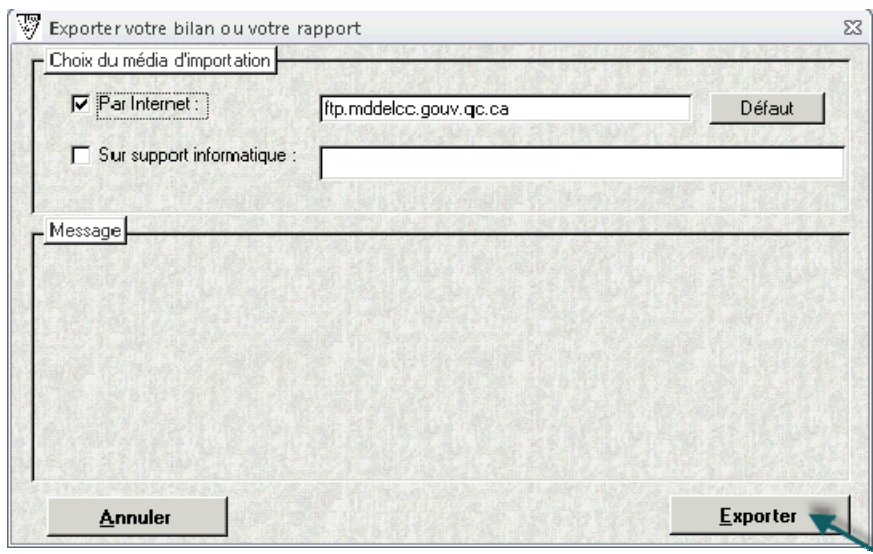 Exporter votre bilan ou votre rapport
Choix du média d'importation
Par Internet : ftp.mddelcc.gouv.qc.ca Défaut
Sur support informatique :
Message
Annuler Exporter